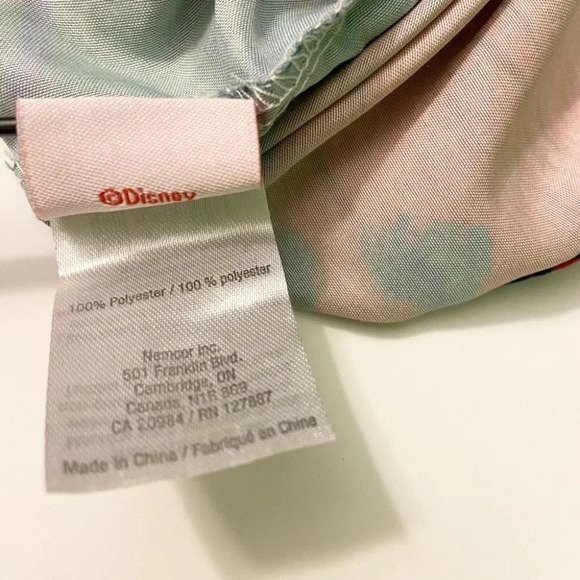 ©Disney
100% Polyester / 100 % polyester
Nemcor Inc.
501 Franklin Blvd.
Cambridge, ON
Canada, N1R 8G9
CA 20984 / RN 127887
Made in China / Fabriqué en Chine